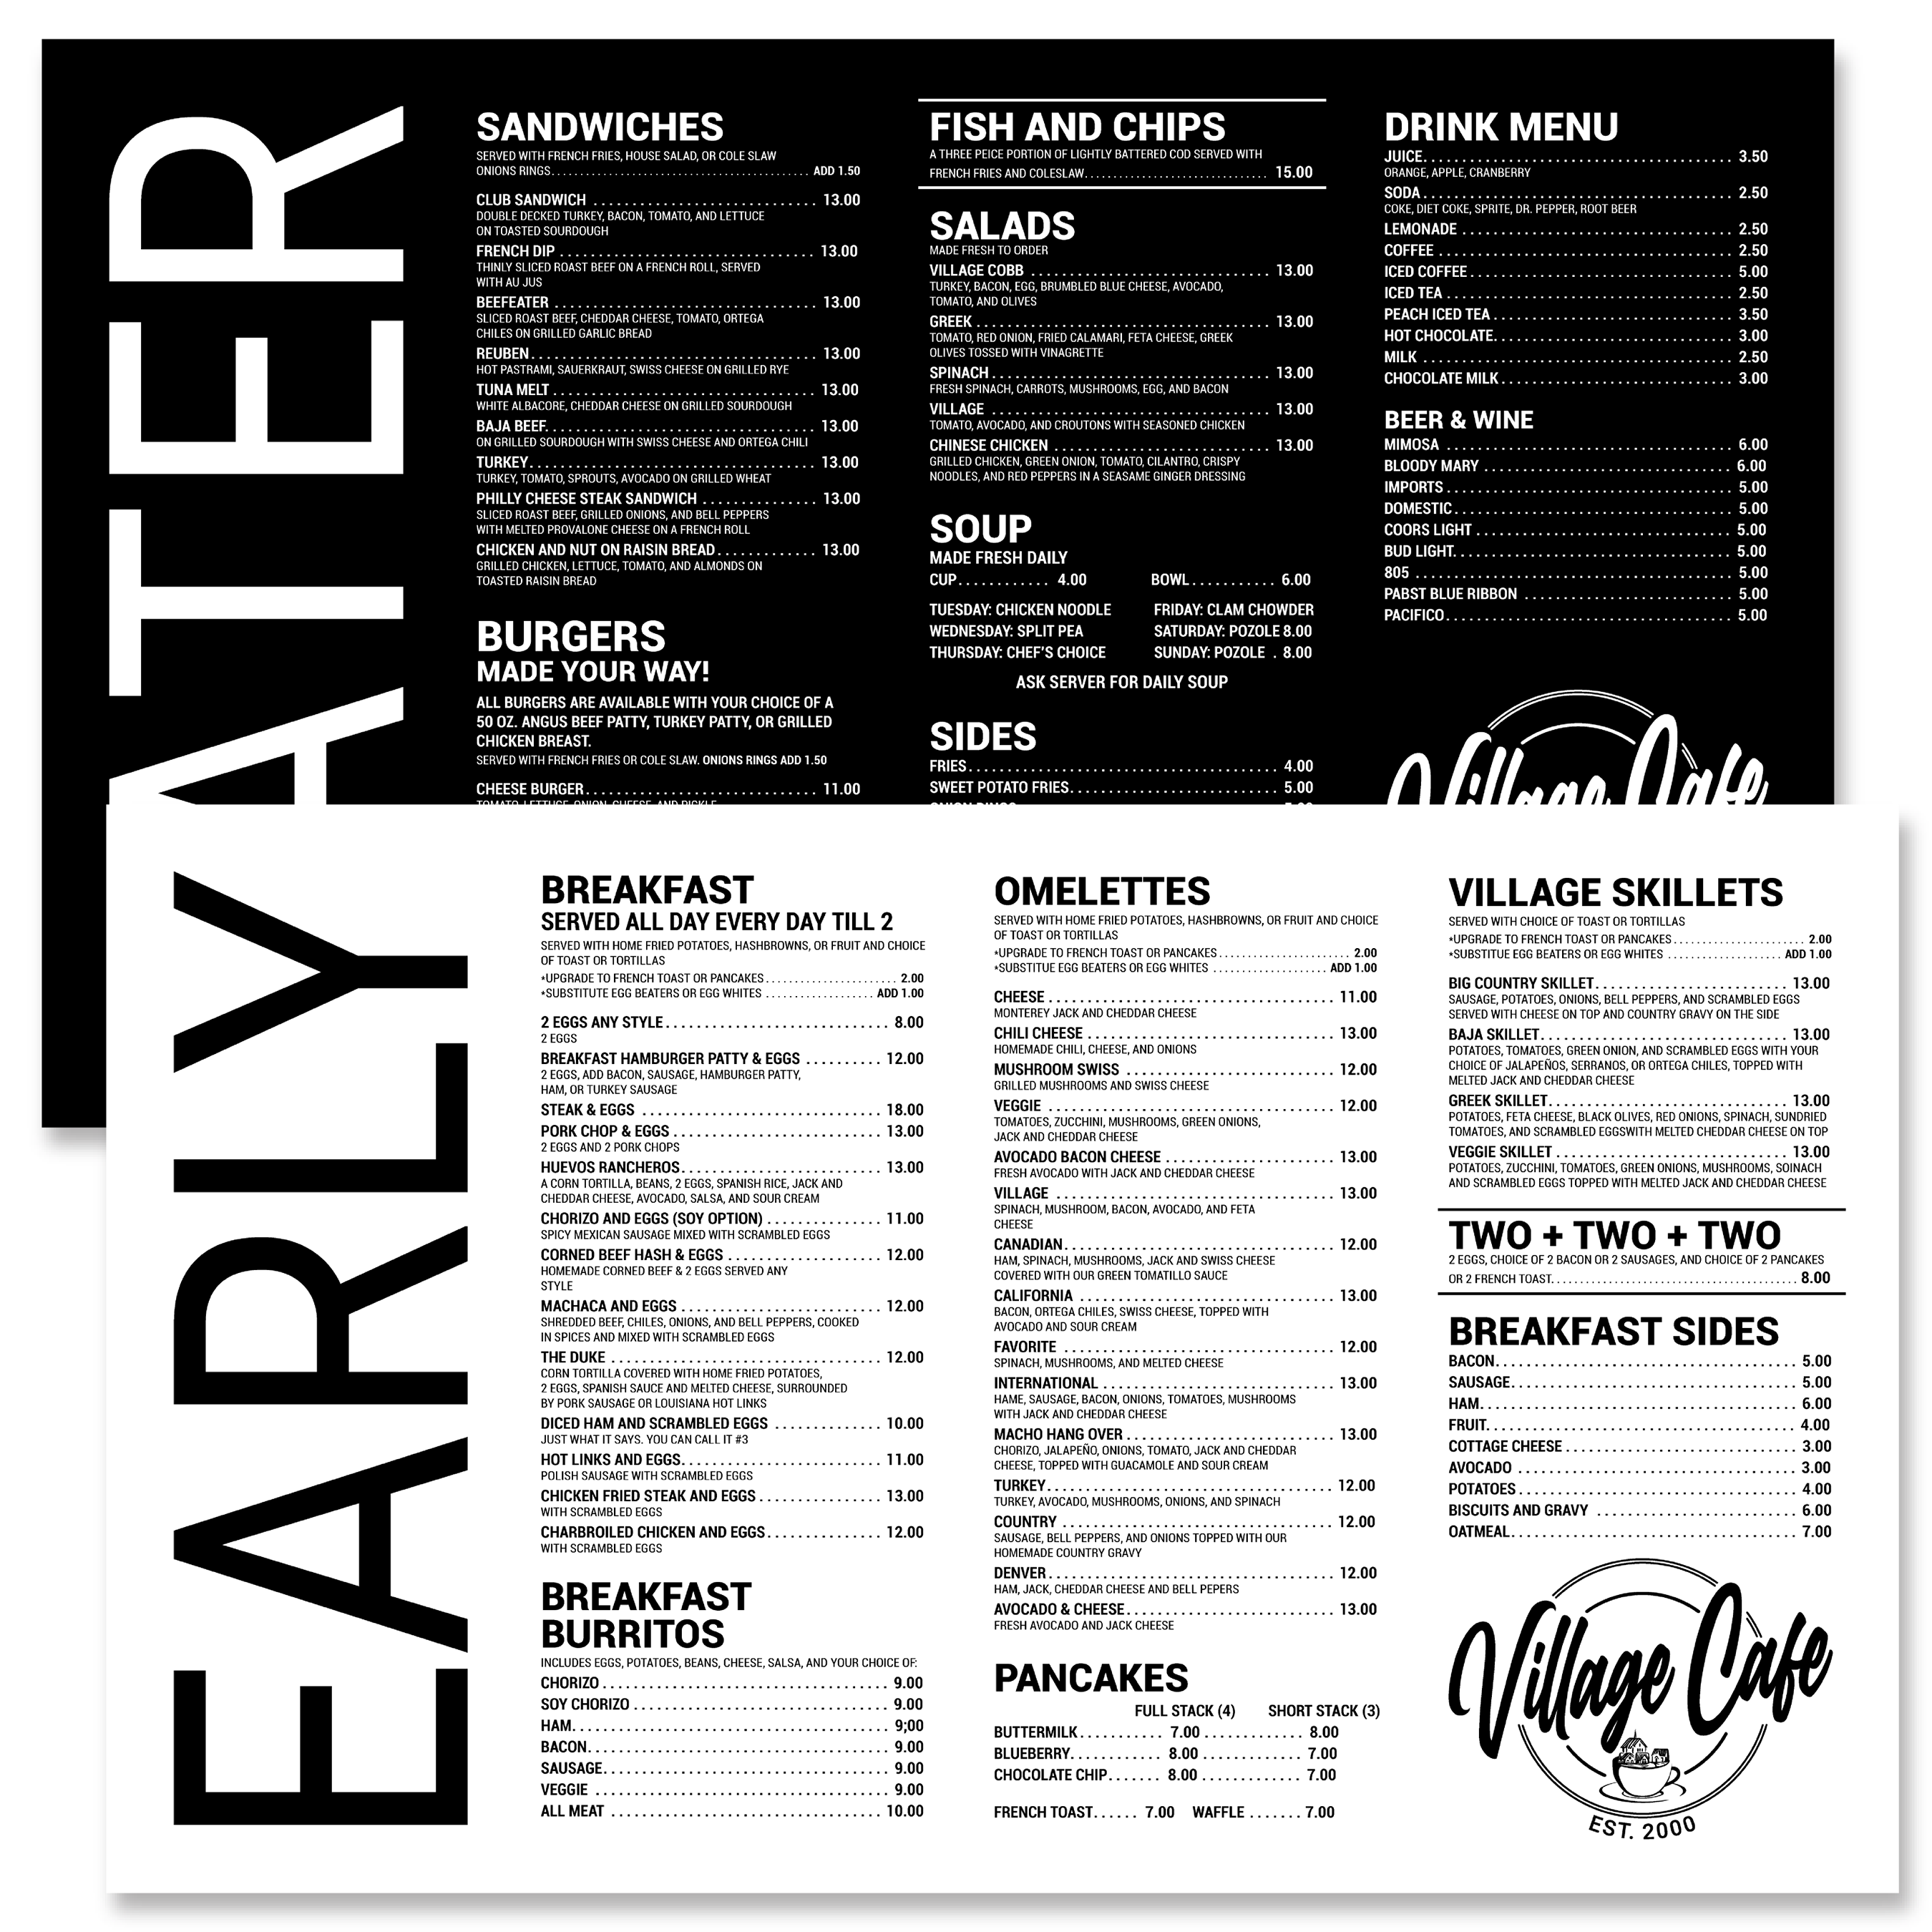 LATER
SANDWICHES
SERVED WITH FRENCH FRIES, HOUSE SALAD, OR COLE SLAW
ONIONS RINGS ADD 1.50
CLUB SANDWICH 13.00
DOUBLE DECKED TURKEY, BACON, TOMATO, AND LETTUCE
ON TOASTED SOURDOUGH
FRENCH DIP 13.00
THINLY SLICED ROAST BEEF ON A FRENCH ROLL, SERVED
WITH AU JUS
BEEFEATER 13.00
SLICED ROAST BEEF, CHEDDAR CHEESE, TOMATO, ORTEGA
CHILES ON GRILLED GARLIC BREAD
REUBEN 13.00
HOT PASTRAMI, SAUERKRAUT, SWISS CHEESE ON GRILLED RYE
TUNA MELT 13.00
WHITE ALBACORE, CHEDDAR CHEESE ON GRILLED SOURDOUGH
BAJA BEEF 13.00
ON GRILLED SOURDOUGH WITH SWISS CHEESE AND ORTEGA CHILI
TURKEY 13.00
TURKEY, TOMATO, SPROUTS, AVOCADO ON GRILLED WHEAT
PHILLY CHEESE STEAK SANDWICH 13.00
SLICED ROAST BEEF, GRILLED ONIONS, AND BELL PEPPERS
WITH MELTED PROVALONE CHEESE ON A FRENCH ROLL
CHICKEN AND NUT ON RAISIN BREAD 13.00
GRILLED CHICKEN, LETTUCE, TOMATO, AND ALMONDS ON
TOASTED RAISIN BREAD
BURGERS
MADE YOUR WAY!
ALL BURGERS ARE AVAILABLE WITH YOUR CHOICE OF A
50 OZ. ANGUS BEEF PATTY, TURKEY PATTY, OR GRILLED
CHICKEN BREAST.
SERVED WITH FRENCH FRIES OR COLE SLAW. ONIONS RINGS ADD 1.50
CHEESE BURGER 11.00
FISH AND CHIPS
A THREE PEICE PORTION OF LIGHTLY BATTERED COD SERVED WITH
FRENCH FRIES AND COLESLAW 15.00
SALADS
MADE FRESH TO ORDER
VILLAGE COBB 13.00
TURKEY, BACON, EGG, BRUMBLED BLUE CHEESE, AVOCADO,
TOMATO, AND OLIVES
GREEK 13.00
TOMATO, RED ONION, FRIED CALAMARI, FETA CHEESE, GREEK
OLIVES TOSSED WITH VINAGRETTE
SPINACH 13.00
FRESH SPINACH, CARROTS, MUSHROOMS, EGG, AND BACON
VILLAGE 13.00
TOMATO, AVOCADO, AND CROUTONS WITH SEASONED CHICKEN
CHINESE CHICKEN 13.00
GRILLED CHICKEN, GREEN ONION, TOMATO, CILANTRO, CRISPY
NOODLES, AND RED PEPPERS IN A SEASAME GINGER DRESSING
SOUP
MADE FRESH DAILY
CUP 4.00 BOWL 6.00
TUESDAY: CHICKEN NOODLE FRIDAY: CLAM CHOWDER
WEDNESDAY: SPLIT PEA SATURDAY: POZOLE 8.00
THURSDAY: CHEF'S CHOICE SUNDAY: POZOLE . 8.00
ASK SERVER FOR DAILY SOUP
SIDES
FRIES 4.00
SWEET POTATO FRIES 5.00
DRINK MENU
JUICE 3.50
ORANGE, APPLE, CRANBERRY
SODA 2.50
COKE, DIET COKE, SPRITE, DR. PEPPER, ROOT BEER
LEMONADE 2.50
COFFEE 2.50
ICED COFFEE 5.00
ICED TEA 2.50
PEACH ICED TEA 3.50
HOT CHOCOLATE 3.00
MILK 2.50
CHOCOLATE MILK 3.00
BEER & WINE
MIMOSA 6.00
BLOODY MARY 6.00
IMPORTS 5.00
DOMESTIC 5.00
COORS LIGHT 5.00
BUD LIGHT 5.00
805 5.00
PABST BLUE RIBBON 5.00
PACIFICO 5.00
Village Cafe
EARLY
BREAKFAST
SERVED ALL DAY EVERY DAY TILL 2
SERVED WITH HOME FRIED POTATOES, HASHBROWNS, OR FRUIT AND CHOICE
OF TOAST OR TORTILLAS
*UPGRADE TO FRENCH TOAST OR PANCAKES 2.00
*SUBSTITUTE EGG BEATERS OR EGG WHITES ADD 1.00
2 EGGS ANY STYLE 8.00
2 EGGS
BREAKFAST HAMBURGER PATTY & EGGS 12.00
2 EGGS, ADD BACON, SAUSAGE, HAMBURGER PATTY,
HAM, OR TURKEY SAUSAGE
STEAK & EGGS 18.00
PORK CHOP & EGGS 13.00
2 EGGS AND 2 PORK CHOPS
HUEVOS RANCHEROS 13.00
A CORN TORTILLA, BEANS, 2 EGGS, SPANISH RICE, JACK AND
CHEDDAR CHEESE, AVOCADO, SALSA, AND SOUR CREAM
CHORIZO AND EGGS (SOY OPTION) 11.00
SPICY MEXICAN SAUSAGE MIXED WITH SCRAMBLED EGGS
CORNED BEEF HASH & EGGS 12.00
HOMEMADE CORNED BEEF & 2 EGGS SERVED ANY
STYLE
MACHACA AND EGGS 12.00
SHREDDED BEEF, CHILES, ONIONS, AND BELL PEPPERS, COOKED
IN SPICES AND MIXED WITH SCRAMBLED EGGS
THE DUKE 12.00
CORN TORTILLA COVERED WITH HOME FRIED POTATOES,
2 EGGS, SPANISH SAUCE AND MELTED CHEESE, SURROUNDED
BY PORK SAUSAGE OR LOUISIANA HOT LINKS
DICED HAM AND SCRAMBLED EGGS 10.00
JUST WHAT IT SAYS. YOU CAN CALL IT #3
HOT LINKS AND EGGS 11.00
POLISH SAUSAGE WITH SCRAMBLED EGGS
CHICKEN FRIED STEAK AND EGGS 13.00
WITH SCRAMBLED EGGS
CHARBROILED CHICKEN AND EGGS 12.00
WITH SCRAMBLED EGGS
BREAKFAST
BURRITOS
INCLUDES EGGS, POTATOES, BEANS, CHEESE, SALSA, AND YOUR CHOICE OF:
CHORIZO 9.00
SOY CHORIZO 9.00
HAM 9;00
BACON 9.00
SAUSAGE 9.00
VEGGIE 9.00
ALL MEAT 10.00
OMELETTES
SERVED WITH HOME FRIED POTATOES, HASHBROWNS, OR FRUIT AND CHOICE
OF TOAST OR TORTILLAS
*UPGRADE TO FRENCH TOAST OR PANCAKES 2.00
*SUBSTITUE EGG BEATERS OR EGG WHITES ADD 1.00
CHEESE 11.00
MONTEREY JACK AND CHEDDAR CHEESE
CHILI CHEESE 13.00
HOMEMADE CHILI, CHEESE, AND ONIONS
MUSHROOM SWISS 12.00
GRILLED MUSHROOMS AND SWISS CHEESE
VEGGIE 12.00
TOMATOES, ZUCCHINI, MUSHROOMS, GREEN ONIONS,
JACK AND CHEDDAR CHEESE
AVOCADO BACON CHEESE 13.00
FRESH AVOCADO WITH JACK AND CHEDDAR CHEESE
VILLAGE 13.00
SPINACH, MUSHROOM, BACON, AVOCADO, AND FETA
CHEESE
CANADIAN 12.00
HAM, SPINACH, MUSHROOMS, JACK AND SWISS CHEESE
COVERED WITH OUR GREEN TOMATILLO SAUCE
CALIFORNIA 13.00
BACON, ORTEGA CHILES, SWISS CHEESE, TOPPED WITH
AVOCADO AND SOUR CREAM
FAVORITE 12.00
SPINACH, MUSHROOMS, AND MELTED CHEESE
INTERNATIONAL 13.00
HAME, SAUSAGE, BACON, ONIONS, TOMATOES, MUSHROOMS
WITH JACK AND CHEDDAR CHEESE
MACHO HANG OVER 13.00
CHORIZO, JALAPEÑO, ONIONS, TOMATO, JACK AND CHEDDAR
CHEESE, TOPPED WITH GUACAMOLE AND SOUR CREAM
TURKEY 12.00
TURKEY, AVOCADO, MUSHROOMS, ONIONS, AND SPINACH
COUNTRY 12.00
SAUSAGE, BELL PEPPERS, AND ONIONS TOPPED WITH OUR
HOMEMADE COUNTRY GRAVY
DENVER 12.00
HAM, JACK, CHEDDAR CHEESE AND BELL PEPERS
AVOCADO & CHEESE 13.00
FRESH AVOCADO AND JACK CHEESE
PANCAKES
FULL STACK (4) SHORT STACK (3)
BUTTERMILK 7.00 8.00
BLUEBERRY 8.00 7.00
CHOCOLATE CHIP 8.00 7.00
FRENCH TOAST 7.00 WAFFLE 7.00
VILLAGE SKILLETS
SERVED WITH CHOICE OF TOAST OR TORTILLAS
*UPGRADE TO FRENCH TOAST OR PANCAKES 2.00
*SUBSTITUE EGG BEATERS OR EGG WHITES ADD 1.00
BIG COUNTRY SKILLET 13.00
SAUSAGE, POTATOES, ONIONS, BELL PEPPERS, AND SCRAMBLED EGGS
SERVED WITH CHEESE ON TOP AND COUNTRY GRAVY ON THE SIDE
BAJA SKILLET 13.00
POTATOES, TOMATOES, GREEN ONION, AND SCRAMBLED EGGS WITH YOUR
CHOICE OF JALAPEÑOS, SERRANOS, OR ORTEGA CHILES, TOPPED WITH
MELTED JACK AND CHEDDAR CHEESE
GREEK SKILLET 13.00
POTATOES, FETA CHEESE, BLACK OLIVES, RED ONIONS, SPINACH, SUNDRIED
TOMATOES, AND SCRAMBLED EGGSWITH MELTED CHEDDAR CHEESE ON TOP
VEGGIE SKILLET 13.00
POTATOES, ZUCCHINI, TOMATOES, GREEN ONIONS, MUSHROOMS, SOINACH
AND SCRAMBLED EGGS TOPPED WITH MELTED JACK AND CHEDDAR CHEESE
TWO + TWO + TWO
2 EGGS, CHOICE OF 2 BACON OR 2 SAUSAGES, AND CHOICE OF 2 PANCAKES
OR 2 FRENCH TOAST 8.00
BREAKFAST SIDES
BACON 5.00
SAUSAGE 5.00
HAM 6.00
FRUIT 4.00
COTTAGE CHEESE 3.00
AVOCADO 3.00
POTATOES 4.00
BISCUITS AND GRAVY 6.00
OATMEAL 7.00
Village Cafe
EST. 2000